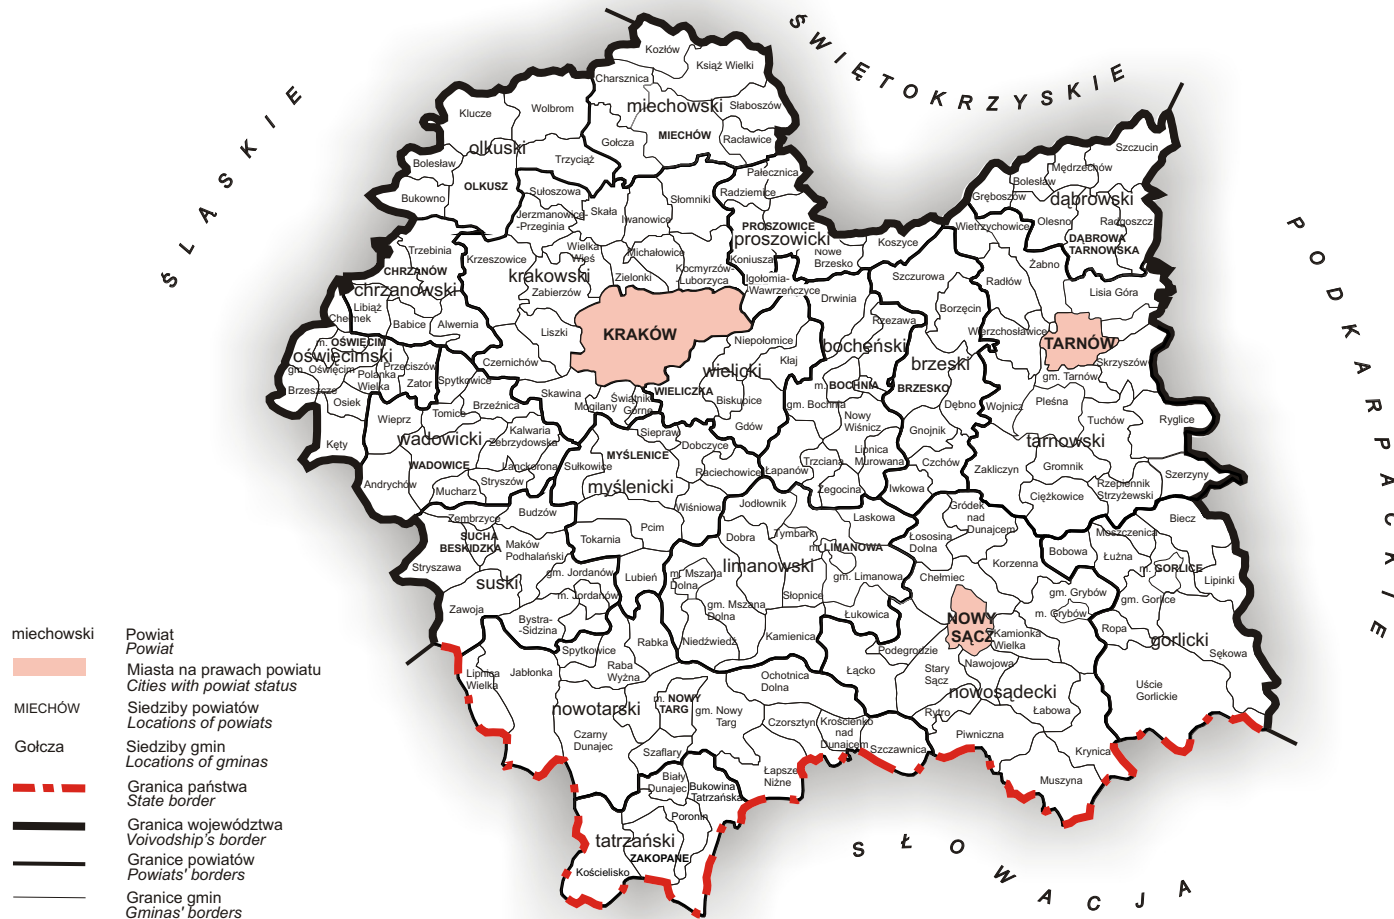 ŚWIĘTOKRZYSKIE
ŚLĄSKIE
PODKARPACKIE
SŁOWACJA
Kozłów
Książ Wielki
Charsznica
miechowski
Słaboszów
MIECHÓW
Racławice
Gołcza
Klucze
Wolbrom
olkuski
Trzyciąż
Bolesław
OLKUSZ
Bukowno
Pałecznica
Radziemice
PROSZOWICE
proszowicki
Koniusza
Nowe
Brzesko
Koszyce
Sułoszowa
Skała
Słomniki
Iwanowice
Jerzmanowice-
-Przeginia
Wielka
Wieś
Michałowice
Krzeszowice
krakowski
Zielonki
Kocmyrzów-
Luborzyca
Igołomia-
Wawrzeńczyce
Zabierzów
Liszki
KRAKÓW
Czernichów
Skawina
Mogilany
Świątniki
Górne
Trzebinia
CHRZANÓW
chrzanowski
Libiąż
Chełmek
Babice
Alwernia
m. OŚWIĘCIM
oświęcimski
gm. Oświęcim
Przeciszów
Polanka
Wielka
Zator
Brzeszcze
Osiek
Kęty
Spytkowice
Wieprz
Tomice
Brzeźnica
wadowicki
Kalwaria
Zebrzydowska
WADOWICE
Lanckorona
Stryszów
Andrychów
Mucharz
Niepołomice
Kłaj
wielicki
WIELICZKA
Biskupice
Gdów
Drwinia
Rzezawa
bocheński
m. BOCHNIA
gm. Bochnia
Nowy
Wiśnicz
Trzciana
Lipnica
Murowana
Łapanów
Żegocina
Szczurowa
Borzęcin
brzeski
BRZESKO
Dębno
Gnojnik
Czchów
Iwkowa
Szczucin
Mędrzechów
Bolesław
Gręboszów
dąbrowski
Olesno
Radgoszcz
DĄBROWA
TARNOWSKA
Wietrzychowice
Żabno
Radłów
Lisia Góra
Wierzchosławice
TARNÓW
Skrzyszów
gm. Tarnów
Wojnicz
Pleśna
Tuchów
Ryglice
tarnowski
Zakliczyn
Gromnik
Szerzyny
Rzepiennik
Strzyżewski
Ciężkowice
Siepraw
Dobczyce
MYŚLENICE
Sułkowice
Raciechowice
myślenicki
Wiśniowa
Pcim
Tokarnia
Lubień
Zembrzyce
Budzów
SUCHA
BESKIDZKA
Maków
Podhalański
Stryszawa
suski
gm. Jordanów
m. Jordanów
Zawoja
Bystra-
-Sidzina
Jodłownik
Laskowa
Dobra
Tymbark
m. LIMANOWA
limanowski
m. Mszana
Dolna
gm. Limanowa
Słopnice
gm. Mszana
Dolna
Łukowica
Niedźwiedź
Kamienica
Gródek
nad
Dunajcem
Łososina
Dolna
Korzenna
Chełmiec
gm. Grybów
m. Grybów
NOWY
SĄCZ
Kamionka
Wielka
Podegrodzie
Nawojowa
Łącko
Stary
Sącz
nowosądecki
Rytro
Łabowa
Piwniczna
Krynica
Muszyna
Biecz
Moszczenica
Bobowa
Łużna
m. GORLICE
Lipinki
gm. Gorlice
Ropa
gorlicki
Sękowa
Uście
Gorlickie
Rabka
Spytkowice
Raba
Wyżna
Lipnica
Wielka
Jabłonka
Ochotnica
Dolna
m. NOWY
TARG
nowotarski
gm. Nowy
Targ
Czorsztyn
Krościenko
nad
Dunajcem
Czarny
Dunajec
Szczawnica
Szaflary
Łapsze
Niżne
Biały
Dunajec
Bukowina
Tatrzańska
Poronin
tatrzański
ZAKOPANE
Kościelisko
miechowski
Powiat
Powiat
Miasta na prawach powiatu
Cities with powiat status
MIECHÓW
Siedziby powiatów
Locations of powiats
Gołcza
Siedziby gmin
Locations of gminas
Granica państwa
State border
Granica województwa
Voivodship's border
Granice powiatów
Powiats' borders
Granice gmin
Gminas' borders